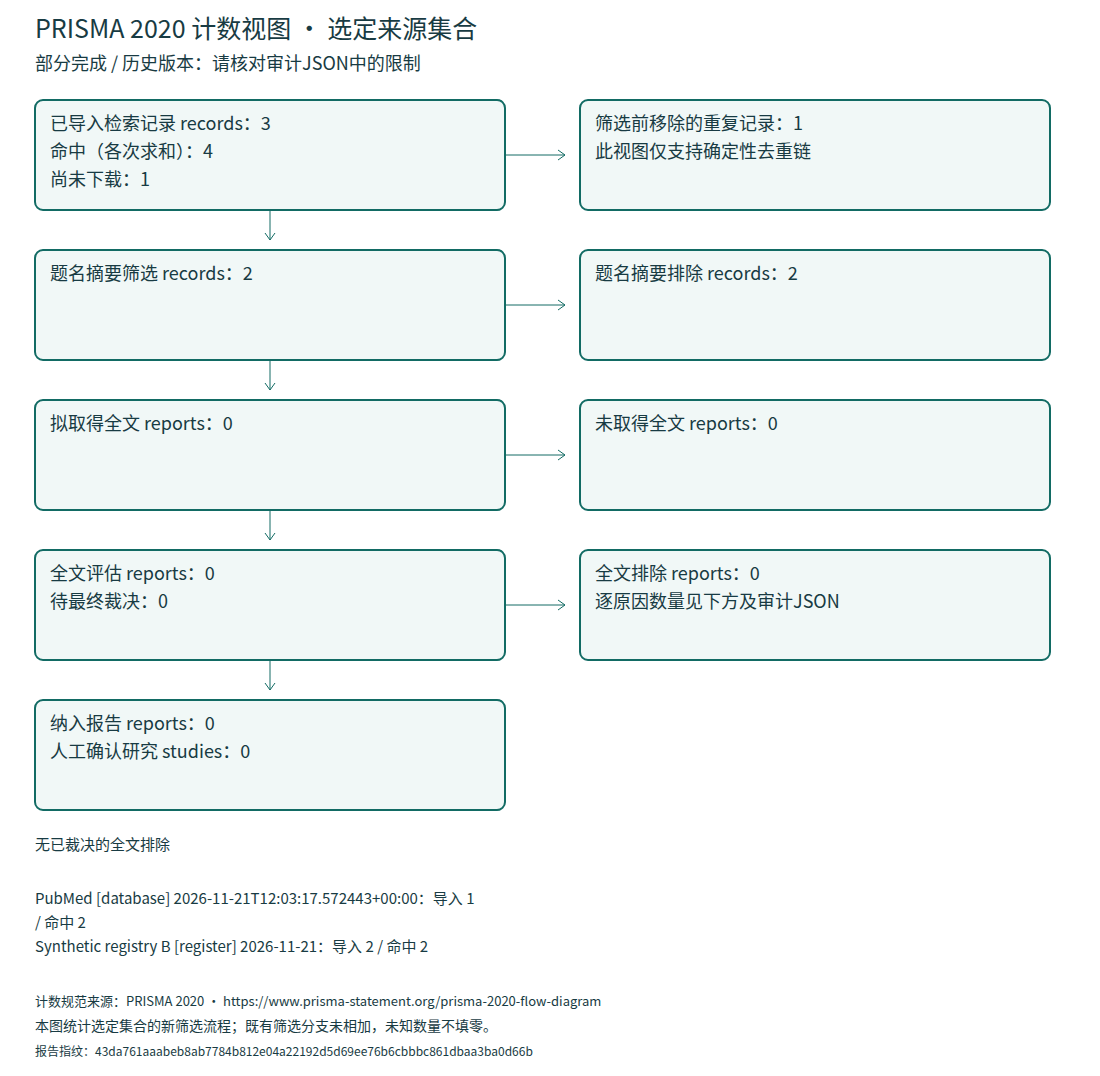 PRISMA 2020 计数视图 · 选定来源集合
部分完成 / 历史版本：请核对审计JSON中的限制
已导入检索记录 records：3
命中（各次求和）：4
尚未下载：1
筛选前移除的重复记录：1
此视图仅支持确定性去重链
题名摘要筛选 records：2
题名摘要排除 records：2
拟取得全文 reports：0
未取得全文 reports：0
全文评估 reports：0
待最终裁决：0
全文排除 reports：0
逐原因数量见下方及审计JSON
纳入报告 reports：0
人工确认研究 studies：0
无已裁决的全文排除
PubMed [database] 2026-11-21T12:03:17.572443+00:00：导入 1
/ 命中 2
Synthetic registry B [register] 2026-11-21：导入 2 / 命中 2
计数规范来源：PRISMA 2020 · https://www.prisma-statement.org/prisma-2020-flow-diagram
本图统计选定集合的新筛选流程；既有筛选分支未相加，未知数量不填零。
报告指纹：43da761aaabeb8ab7784b812e04a22192d5d69ee76b6cbbbc861dbaa3ba0d66b